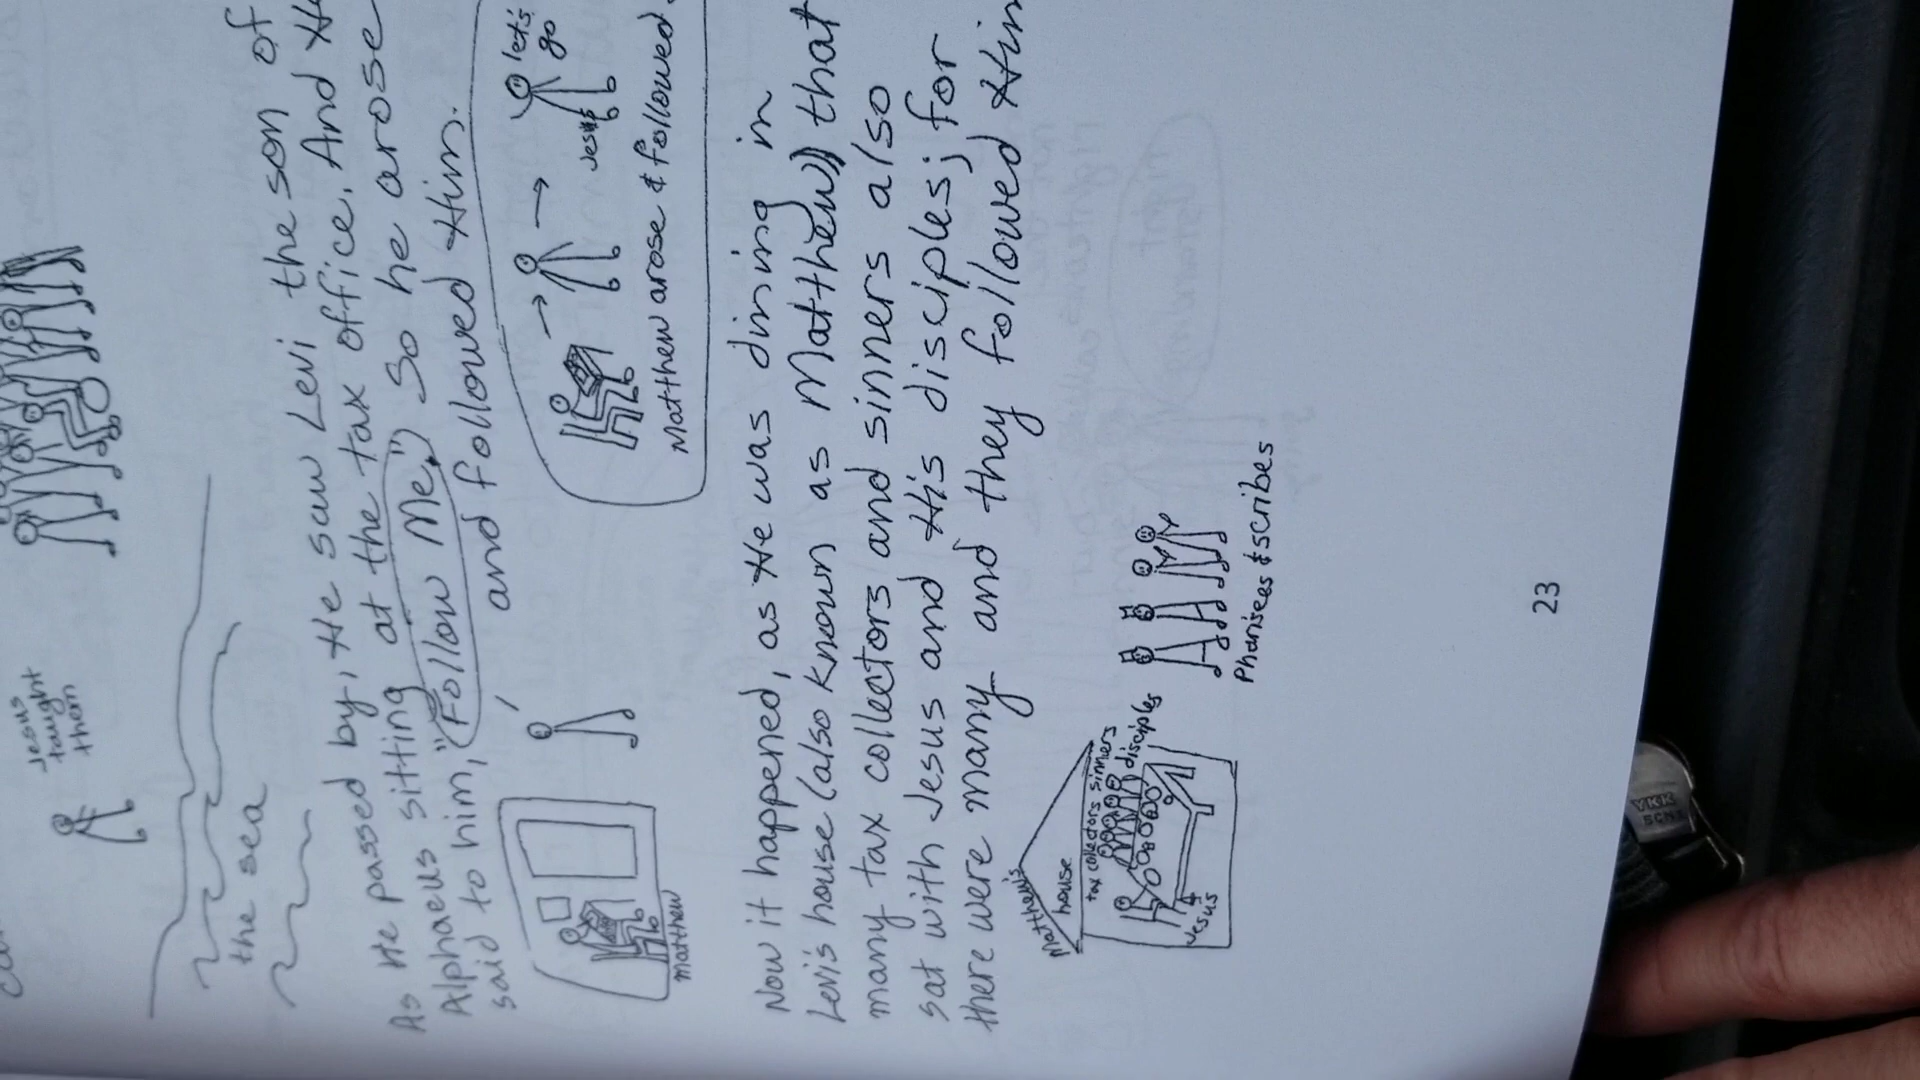 Jesus
taught
them
the sea
As He passed by, He saw Levi the son of
Alphaeus sitting at the tax office. And He
said to him, "Follow Me." So he arose
and followed Him.
Matthew
let's
go
Jesus
Matthew arose & followed.
Now it happened, as He was dining in
Levi's house (also known as Matthew) that
many tax collectors and sinners also
sat with Jesus and His disciples; for
there were many and they followed Him
Matthew's
house
tax collectors sinners
disciples
Jesus
Pharisees & scribes
23
YKK